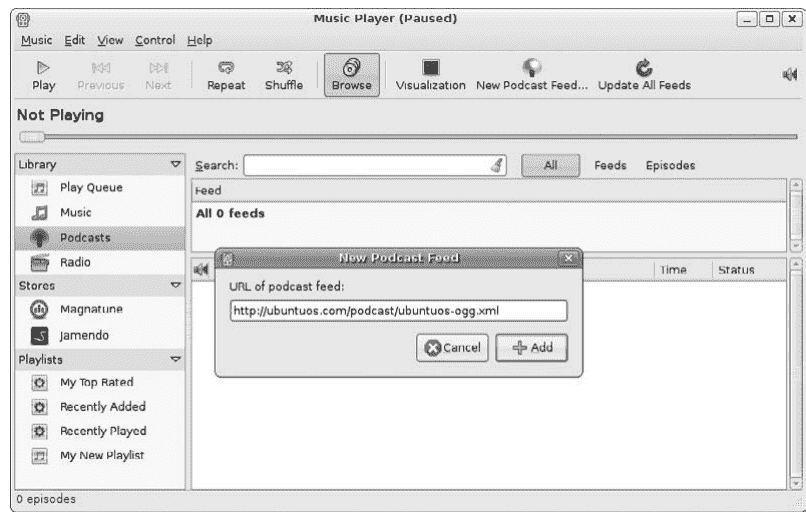 Music Player (Paused)
Music Edit View Control Help
Play Previous Next Repeat Shuffle Browse Visualization New Podcast Feed... Update All Feeds
Not Playing
Library
Play Queue
Music
Podcasts
Radio
Stores
Magnatune
Jamendo
Playlists
My Top Rated
Recently Added
Recently Played
My New Playlist
Search: All Feeds Episodes
Feed
All 0 feeds
Time Status
New Podcast Feed
URL of podcast feed:
http://ubuntuos.com/podcast/ubuntuos-ogg.xml
Cancel Add
0 episodes